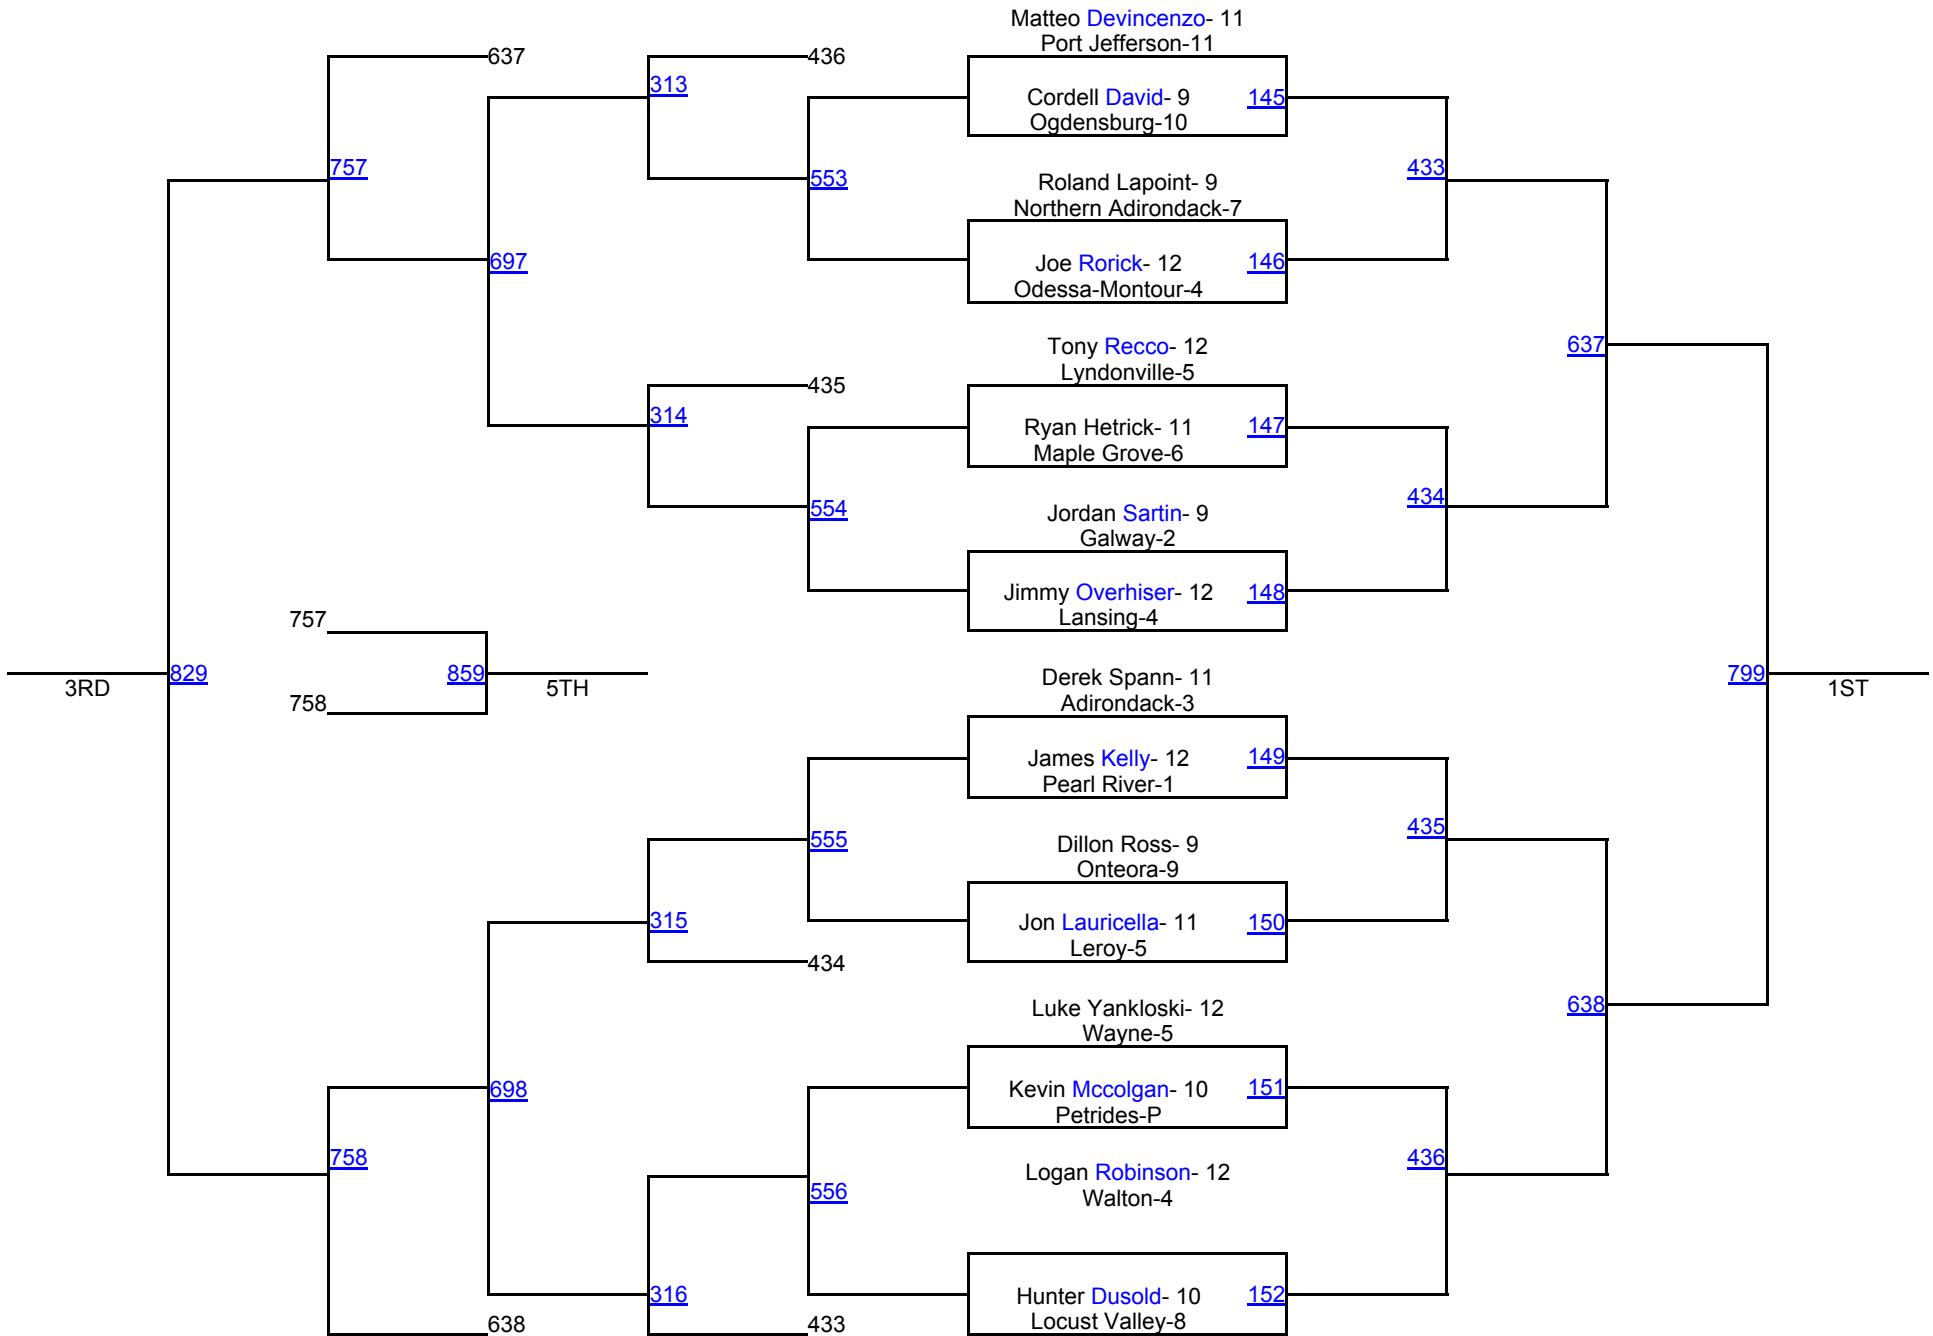 Matteo Devincenzo- 11
Port Jefferson-11
637
436
313
Cordell David- 9
145
Ogdensburg-10
757
433
553
Roland Lapoint- 9
Northern Adirondack-7
697
Joe Rorick- 12
146
Odessa-Montour-4
Tony Recco- 12
637
Lyndonville-5
435
314
Ryan Hetrick- 11
147
Maple Grove-6
434
554
Jordan Sartin- 9
Galway-2
Jimmy Overhiser- 12
148
Lansing-4
757
829
859
799
3RD
5TH
1ST
Derek Spann- 11
758
Adirondack-3
James Kelly- 12
149
Pearl River-1
435
555
Dillon Ross- 9
Onteora-9
315
Jon Lauricella- 11
150
Leroy-5
434
Luke Yankloski- 12
638
Wayne-5
698
Kevin Mccolgan- 10
151
Petrides-P
758
436
Logan Robinson- 12
556
Walton-4
316
Hunter Dusold- 10
152
Locust Valley-8
638
433